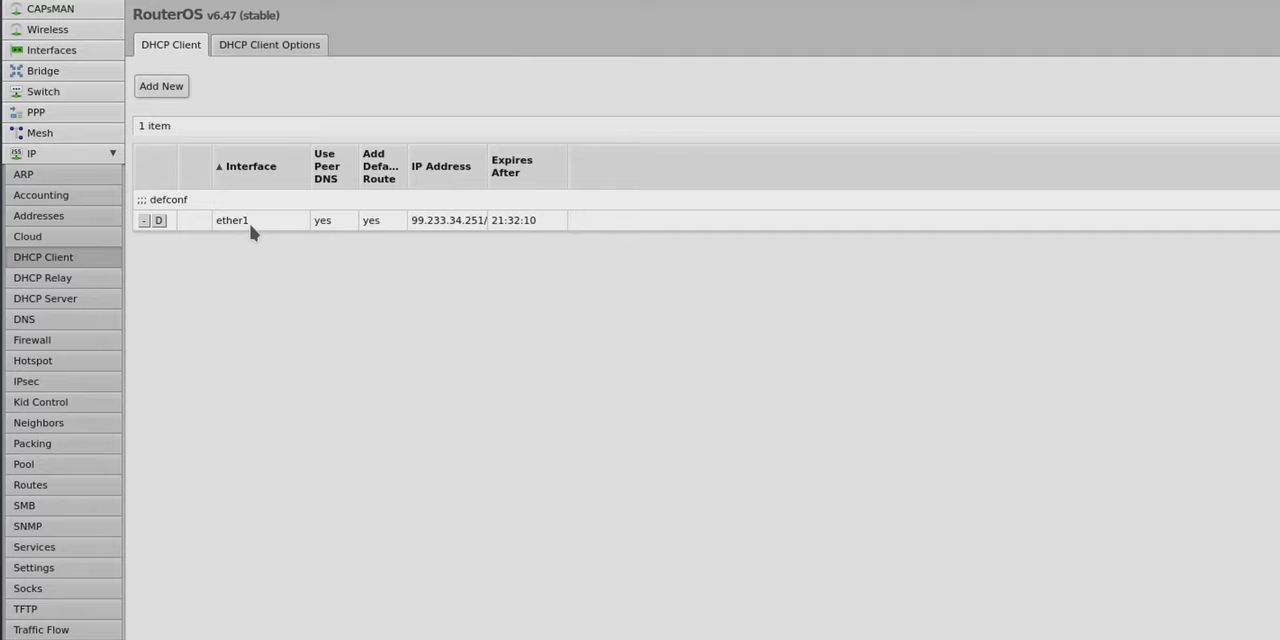 CAPsMAN
Wireless
Interfaces
Bridge
Switch
PPP
Mesh
IP
ARP
Accounting
Addresses
Cloud
DHCP Client
DHCP Relay
DHCP Server
DNS
Firewall
Hotspot
IPsec
Kid Control
Neighbors
Packing
Pool
Routes
SMB
SNMP
Services
Settings
Socks
TFTP
Traffic Flow
RouterOS v6.47 (stable)
DHCP Client DHCP Client Options
Add New
1 item
▲ Interface Use Peer DNS Add Defa... Route IP Address Expires After
;;; defconf
- D ether1 yes yes 99.233.34.251/ 21:32:10